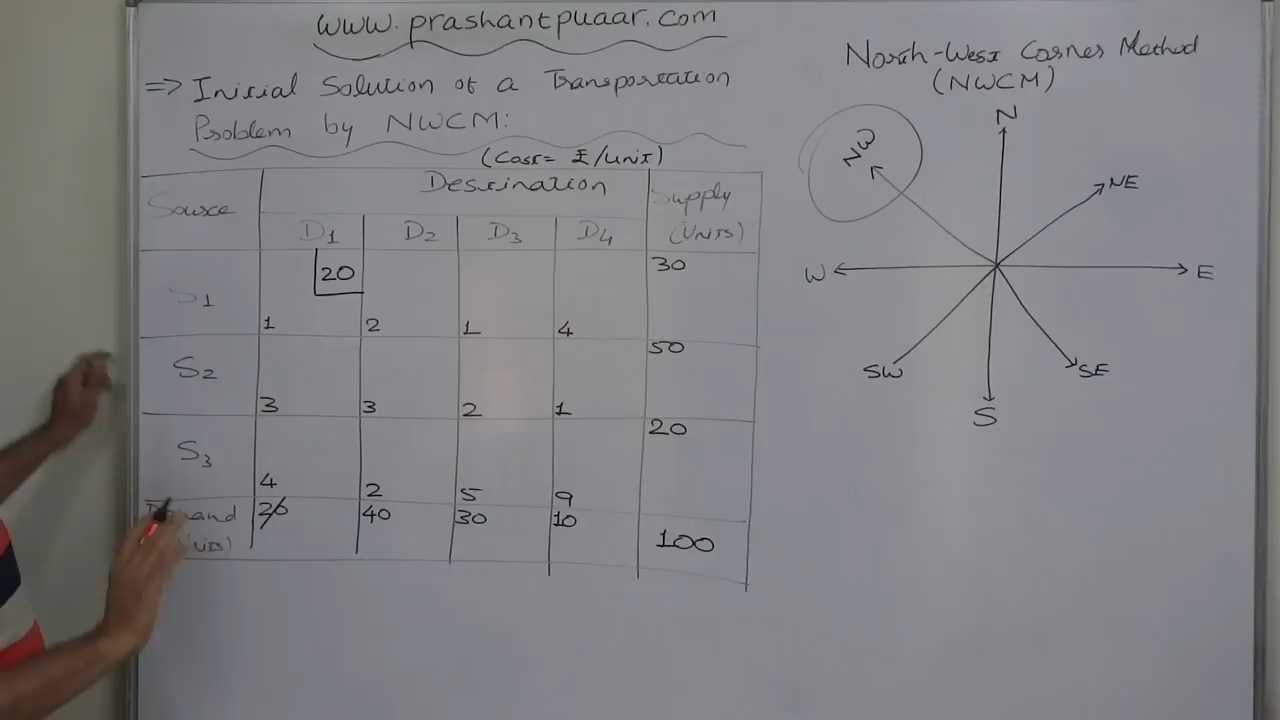 www.prashantpuaar.com
=> Initial Solution of a Transportation
Problem by NWCM:
(Cost = ₹/Unit)
Source Destination Supply
(Units)
D1 D2 D3 D4
20 30
S1
1 2 1 4
50
S2
3 3 2 1
20
S3
4 2 5 9
Demand 20 40 30 10
100
North-West Corner Method
(NWCM)
N
NW
NE
W E
SW SE
S